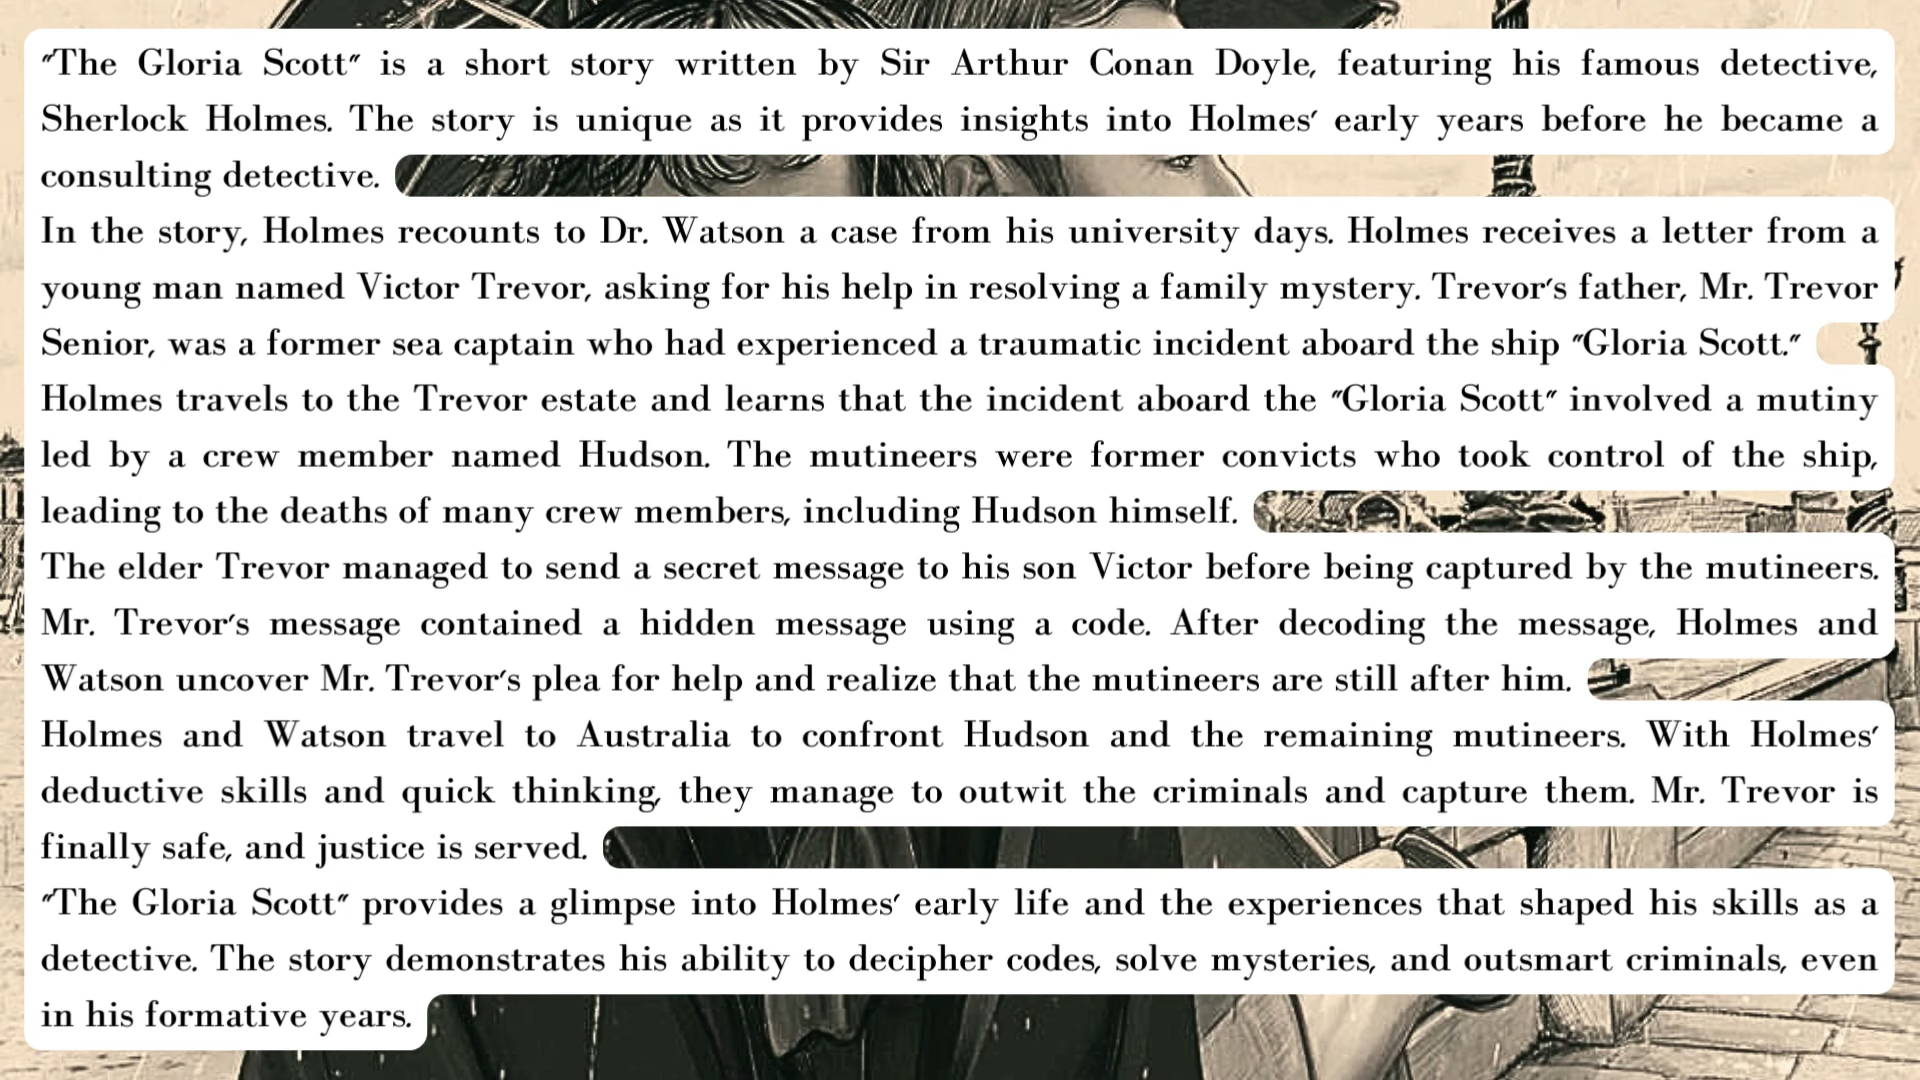 "The Gloria Scott" is a short story written by Sir Arthur Conan Doyle, featuring his famous detective,
Sherlock Holmes. The story is unique as it provides insights into Holmes' early years before he became a
consulting detective.
In the story, Holmes recounts to Dr. Watson a case from his university days. Holmes receives a letter from a
young man named Victor Trevor, asking for his help in resolving a family mystery. Trevor's father, Mr. Trevor
Senior, was a former sea captain who had experienced a traumatic incident aboard the ship "Gloria Scott."
Holmes travels to the Trevor estate and learns that the incident aboard the "Gloria Scott" involved a mutiny
led by a crew member named Hudson. The mutineers were former convicts who took control of the ship,
leading to the deaths of many crew members, including Hudson himself.
The elder Trevor managed to send a secret message to his son Victor before being captured by the mutineers.
Mr. Trevor's message contained a hidden message using a code. After decoding the message, Holmes and
Watson uncover Mr. Trevor's plea for help and realize that the mutineers are still after him.
Holmes and Watson travel to Australia to confront Hudson and the remaining mutineers. With Holmes'
deductive skills and quick thinking, they manage to outwit the criminals and capture them. Mr. Trevor is
finally safe, and justice is served.
"The Gloria Scott" provides a glimpse into Holmes' early life and the experiences that shaped his skills as a
detective. The story demonstrates his ability to decipher codes, solve mysteries, and outsmart criminals, even
in his formative years.